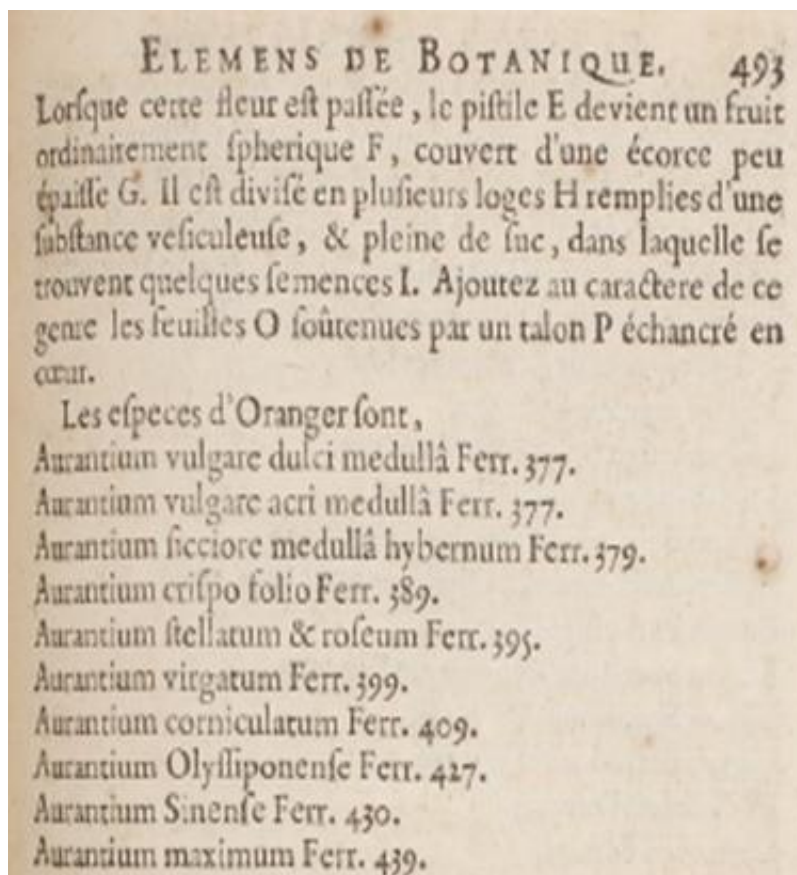 ELEMENS DE BOTANIQUE. 493
Lorſque cette fleur eſt paſſée, le piſtile E devient un fruit
ordinairement ſpherique F, couvert d'une écorce peu
épaiſſe G. Il eſt diviſé en pluſieurs loges H remplies d'une
ſubſtance veſiculeuſe, & pleine de ſuc, dans laquelle ſe
trouvent quelques ſemences I. Ajoutez au caractere de ce
genre les feuilles O ſoûtenues par un talon P échancré en
cœur.
Les eſpeces d'Oranger ſont,
Aurantium vulgare dulci medullâ Ferr. 377.
Aurantium vulgare acri medullâ Ferr. 377.
Aurantium ſicciore medullâ hybernum Ferr. 379.
Aurantium criſpo folio Ferr. 389.
Aurantium ſtellatum & roſeum Ferr. 395.
Aurantium virgatum Ferr. 399.
Aurantium corniculatum Ferr. 409.
Aurantium Olyſſiponenſe Ferr. 427.
Aurantium Sinenſe Ferr. 430.
Aurantium maximum Ferr. 439.